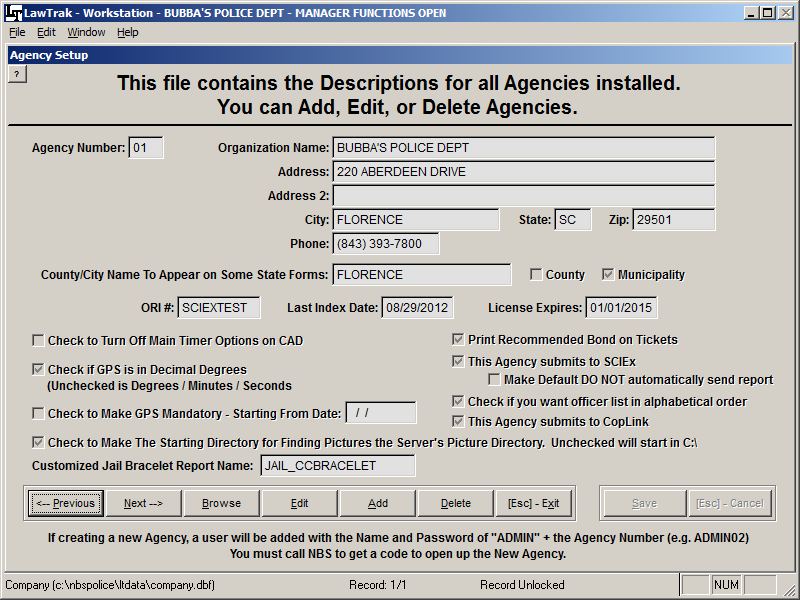 LawTrak - Workstation - BUBBA'S POLICE DEPT - MANAGER FUNCTIONS OPEN
File Edit Window Help
Agency Setup
?
This file contains the Descriptions for all Agencies installed.
You can Add, Edit, or Delete Agencies.
Agency Number: 01 Organization Name: BUBBA'S POLICE DEPT
Address: 220 ABERDEEN DRIVE
Address 2:
City: FLORENCE State: SC Zip: 29501
Phone: (843) 393-7800
County/City Name To Appear on Some State Forms: FLORENCE County Municipality
ORI #: SCIEXTEST Last Index Date: 08/29/2012 License Expires: 01/01/2015
Check to Turn Off Main Timer Options on CAD
Print Recommended Bond on Tickets
Check if GPS is in Decimal Degrees
(Unchecked is Degrees / Minutes / Seconds
This Agency submits to SCIEx
Make Default DO NOT automatically send report
Check to Make GPS Mandatory - Starting From Date: / /
Check if you want officer list in alphabetical order
This Agency submits to CopLink
Check to Make The Starting Directory for Finding Pictures the Server's Picture Directory. Unchecked will start in C:\
Customized Jail Bracelet Report Name: JAIL_CCBRACELET
<-- Previous Next --> Browse Edit Add Delete [Esc] - Exit Save [Esc] - Cancel
If creating a new Agency, a user will be added with the Name and Password of "ADMIN" + the Agency Number (e.g. ADMIN02)
You must call NBS to get a code to open up the New Agency.
Company (c:\nbspolice\ltdata\company.dbf) Record: 1/1 Record Unlocked NUM